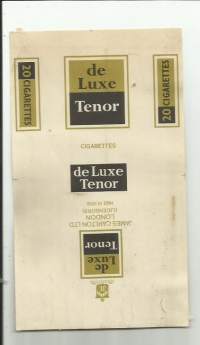 20 CIGARETTES
de
Luxe
Tenor
20 CIGARETTES
CIGARETTES
de Luxe
Tenor
JAMES CARLTON LTD
LONDON
de
Luxe
Tenor